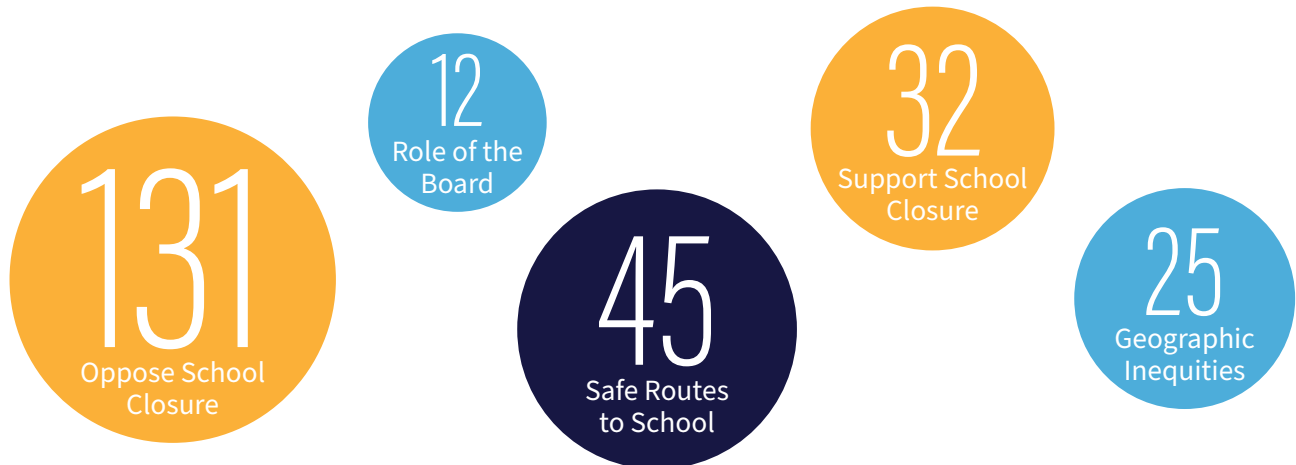 131
Oppose School
Closure
12
Role of the
Board
45
Safe Routes
to School
32
Support School
Closure
25
Geographic
Inequities